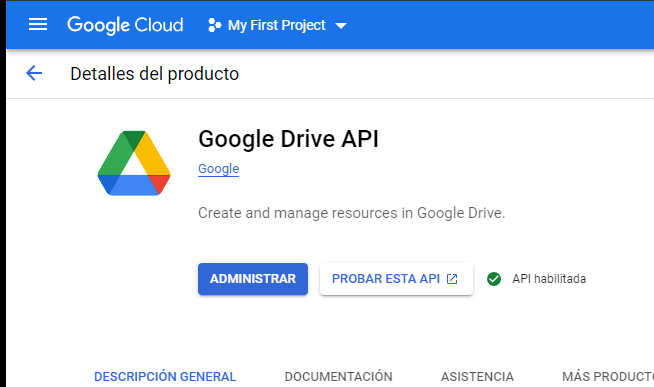 Google Cloud My First Project
Detalles del producto
Google Drive API
Google
Create and manage resources in Google Drive.
ADMINISTRAR PROBAR ESTA API API habilitada
DESCRIPCIÓN GENERAL DOCUMENTACIÓN ASISTENCIA MÁS PRODUCTO